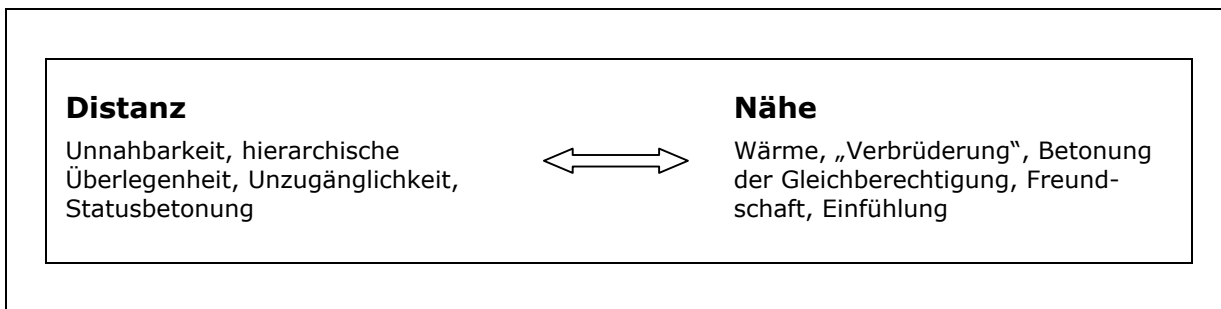 Distanz
Unnahbarkeit, hierarchische
Überlegenheit, Unzugänglichkeit,
Statusbetonung
Nähe
Wärme, „Verbrüderung“, Betonung
der Gleichberechtigung, Freund-
schaft, Einfühlung